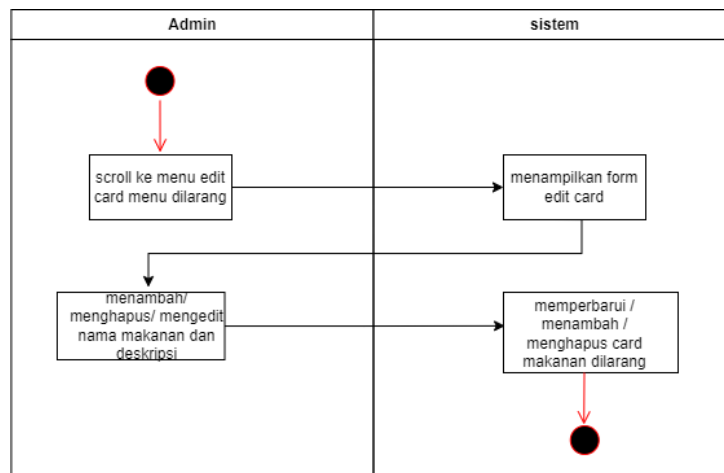 Admin
sistem
scroll ke menu edit
card menu dilarang
menampilkan form
edit card
menambah/
menghapus/ mengedit
nama makanan dan
deskripsi
memperbarui /
menambah /
menghapus card
makanan dilarang